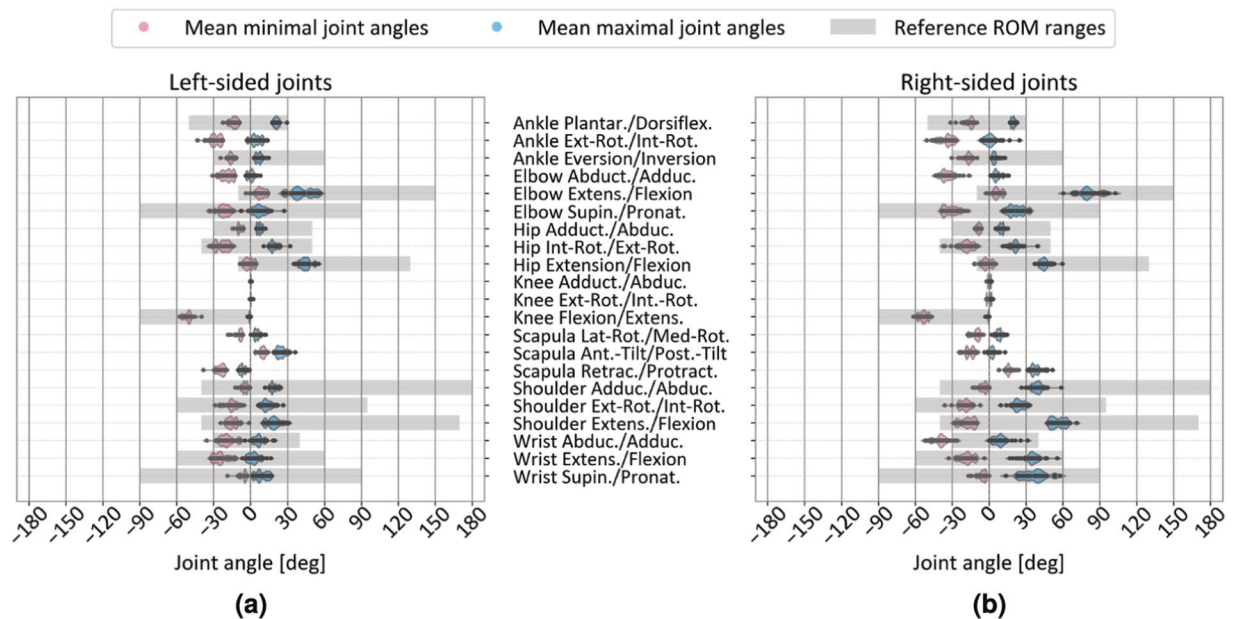 Mean minimal joint angles Mean maximal joint angles Reference ROM ranges
Left-sided joints Right-sided joints
Ankle Plantar./Dorsiflex.
Ankle Ext-Rot./Int-Rot.
Ankle Eversion/Inversion
Elbow Abduct./Adduc.
Elbow Extens./Flexion
Elbow Supin./Pronat.
Hip Adduct./Abduc.
Hip Int-Rot./Ext-Rot.
Hip Extension/Flexion
Knee Adduct./Abduc.
Knee Ext-Rot./Int.-Rot.
Knee Flexion/Extens.
Scapula Lat-Rot./Med-Rot.
Scapula Ant.-Tilt/Post.-Tilt
Scapula Retrac./Protract.
Shoulder Adduc./Abduc.
Shoulder Ext-Rot./Int-Rot.
Shoulder Extens./Flexion
Wrist Abduc./Adduc.
Wrist Extens./Flexion
Wrist Supin./Pronat.
−180 −150 −120 −90 −60 −30 0 30 60 90 120 150 180 −180 −150 −120 −90 −60 −30 0 30 60 90 120 150 180
Joint angle [deg] Joint angle [deg]
(a) (b)